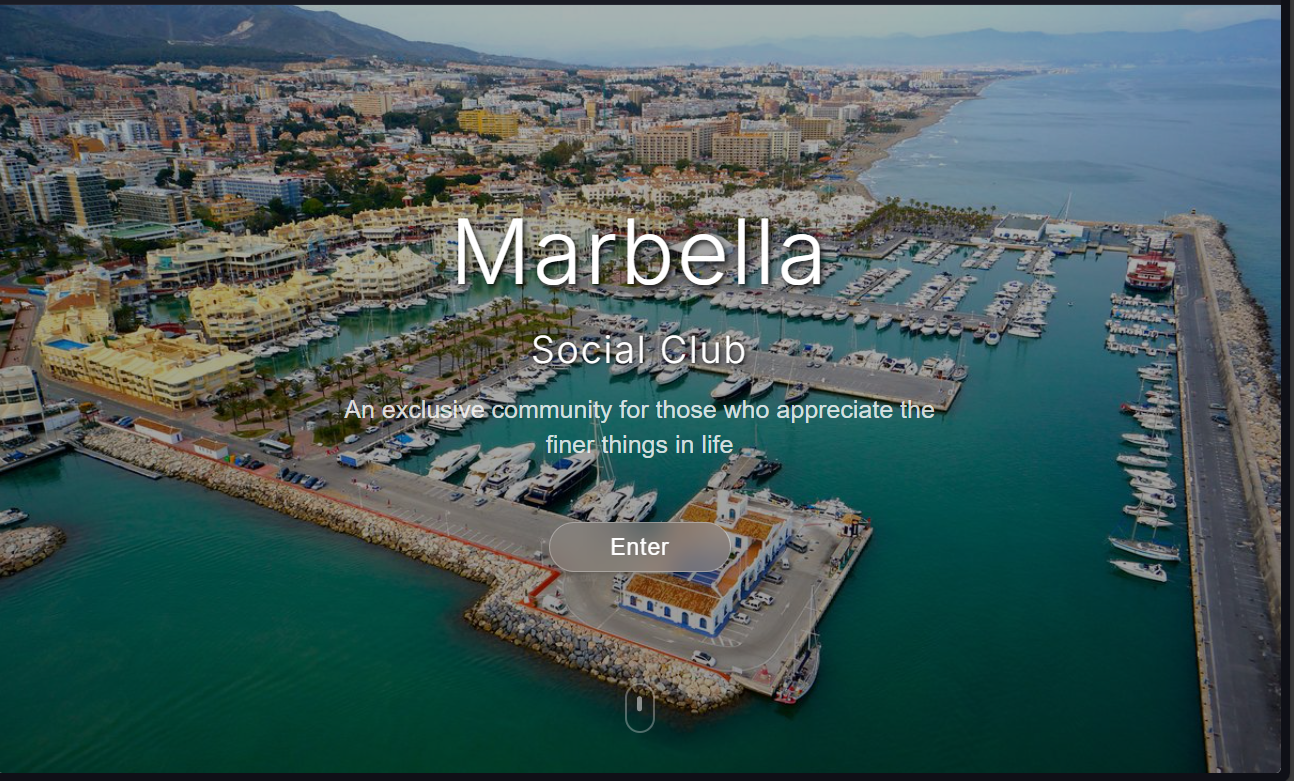 Marbella
Social Club
An exclusive community for those who appreciate the
finer things in life
Enter